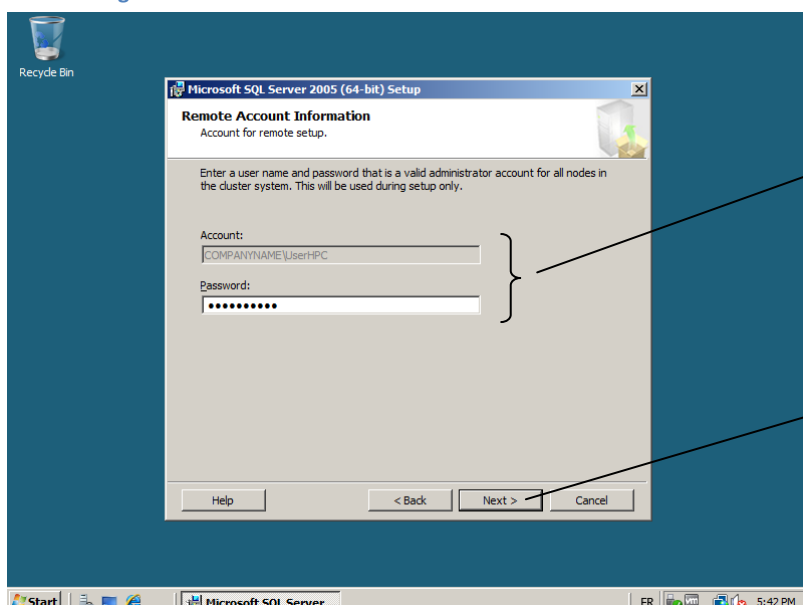 Recycle Bin
Microsoft SQL Server 2005 (64-bit) Setup
Remote Account Information
Account for remote setup.
Enter a user name and password that is a valid administrator account for all nodes in
the cluster system. This will be used during setup only.
Account:
COMPANYNAME\UserHPC
Password:
Help
< Back
Next >
Cancel
Start
Microsoft SQL Server
FR
5:42 PM